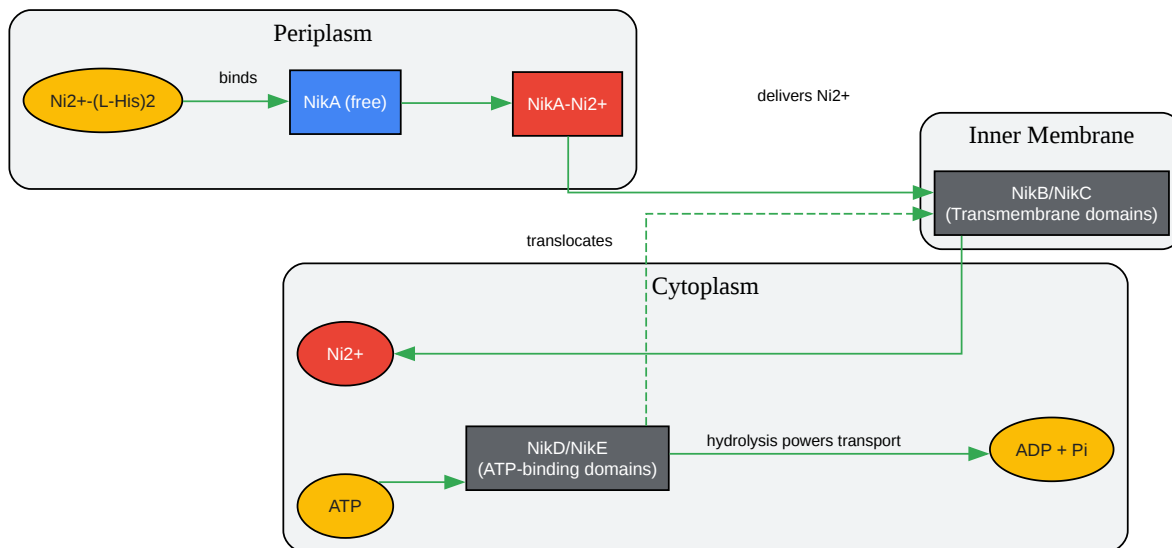 Periplasm
Ni2+-(L-His)2
binds
NikA (free)
NikA-Ni2+
delivers Ni2+
Inner Membrane
NikB/NikC
(Transmembrane domains)
translocates
Cytoplasm
Ni2+
NikD/NikE
(ATP-binding domains)
hydrolysis powers transport
ADP + Pi
ATP